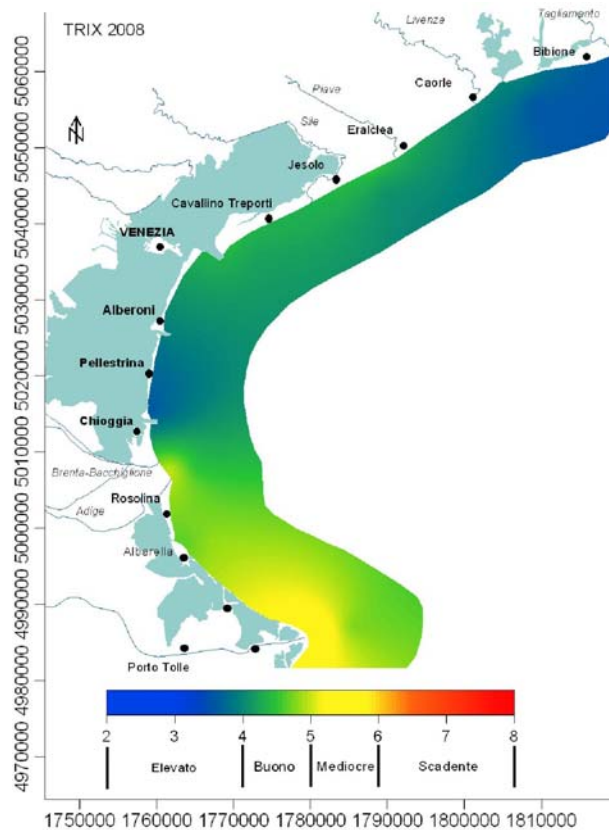 TRIX 2008
N
Tagliamento
Livenza
Bibione
Piave
Caorle
Eralclea
Sile
Jesolo
Cavallino Treporti
VENEZIA
Alberoni
Pellestrina
Chioggia
Brenta-Bacchiglione
Rosolina
Adige
Albarella
Porto Tolle
5060000
5050000
5040000
5030000
5020000
5010000
5000000
4990000
4980000
4970000
2 3 4 5 6 7 8
Elevato Buono Mediocre Scadente
1750000 1760000 1770000 1780000 1790000 1800000 1810000